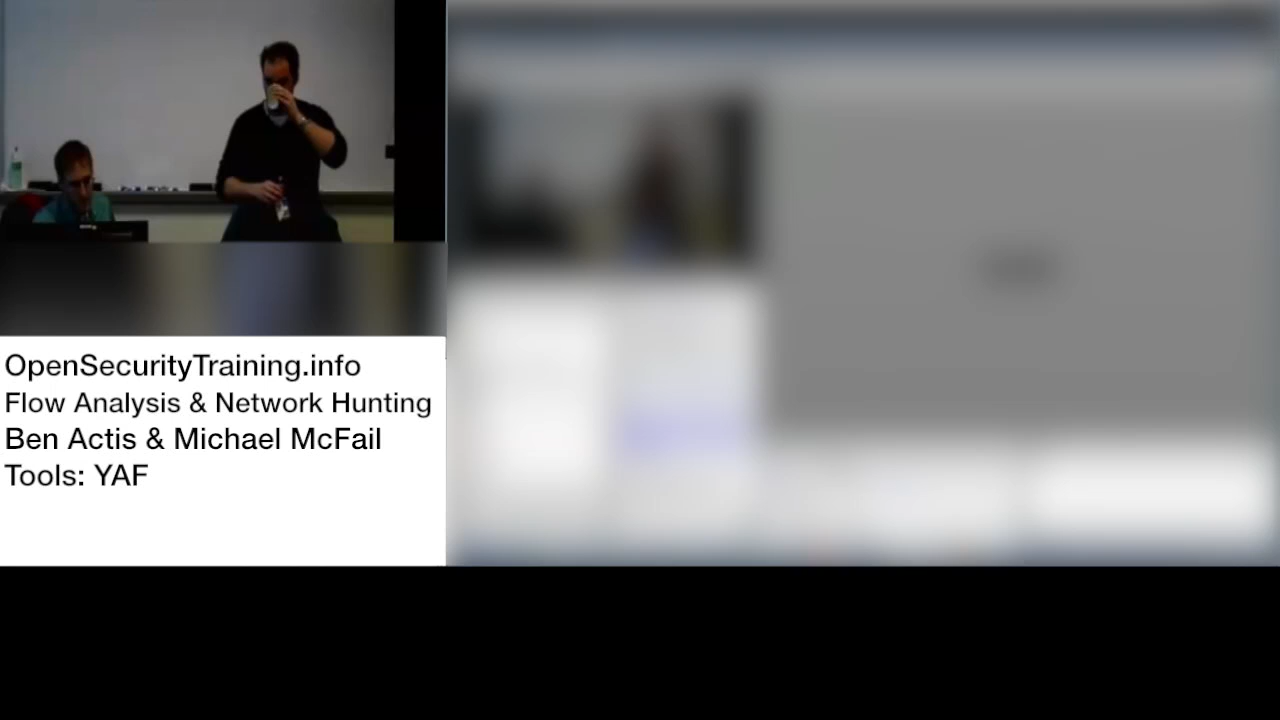 OpenSecurityTraining.info
Flow Analysis & Network Hunting
Ben Actis & Michael McFail
Tools: YAF